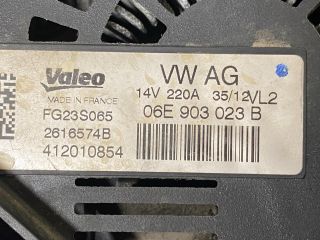 Valeo
MADE IN FRANCE
FG23S065
2616574B
412010854
VW AG
14V 220A 35/12VL2
06E 903 023 B